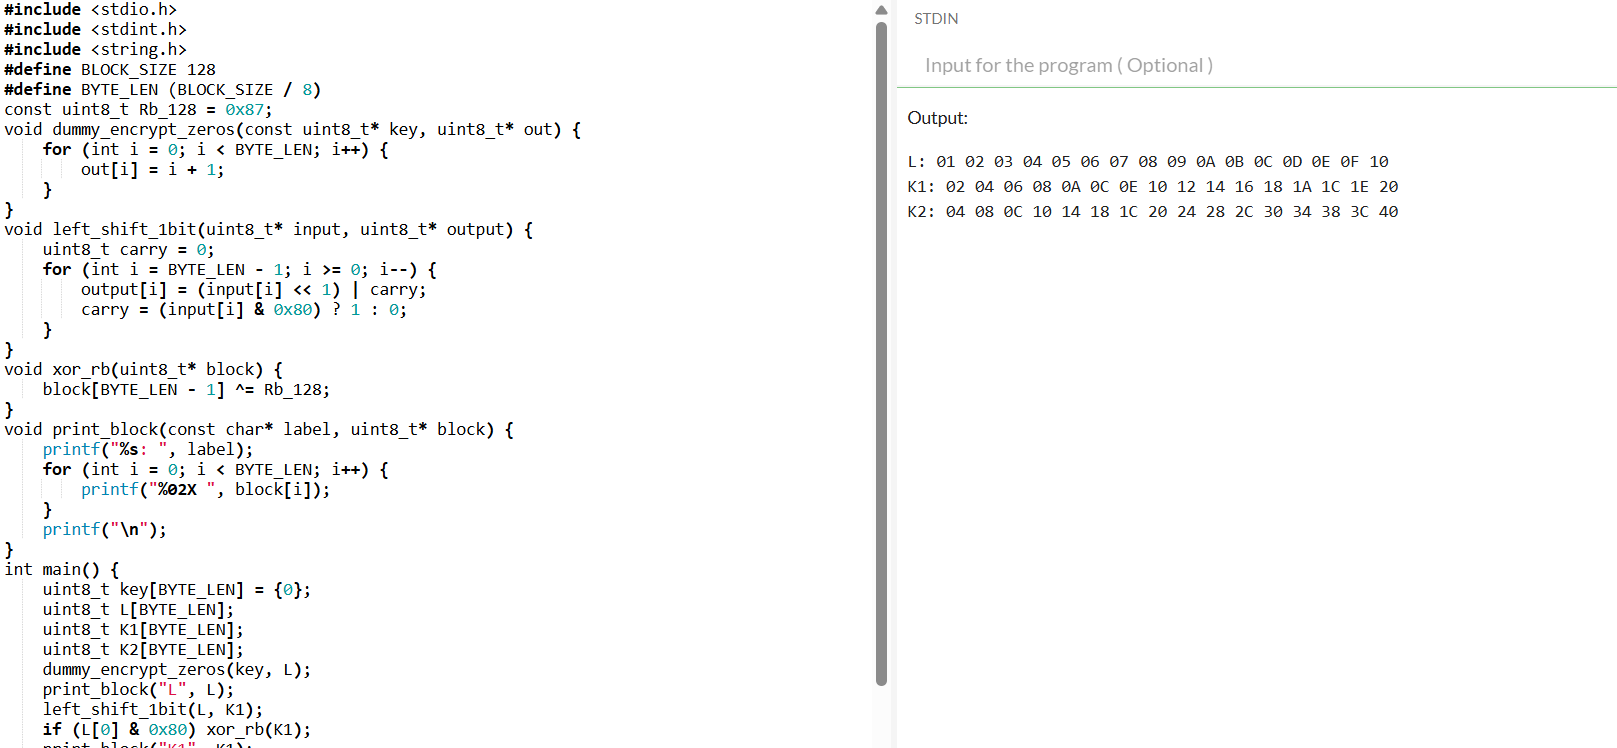 #include <stdio.h>
#include <stdint.h>
#include <string.h>
#define BLOCK_SIZE 128
#define BYTE_LEN (BLOCK_SIZE / 8)
const uint8_t Rb_128 = 0x87;
void dummy_encrypt_zeros(const uint8_t* key, uint8_t* out) {
    for (int i = 0; i < BYTE_LEN; i++) {
        out[i] = i + 1;
    }
}
void left_shift_1bit(uint8_t* input, uint8_t* output) {
    uint8_t carry = 0;
    for (int i = BYTE_LEN - 1; i >= 0; i--) {
        output[i] = (input[i] << 1) | carry;
        carry = (input[i] & 0x80) ? 1 : 0;
    }
}
void xor_rb(uint8_t* block) {
    block[BYTE_LEN - 1] ^= Rb_128;
}
void print_block(const char* label, uint8_t* block) {
    printf("%s: ", label);
    for (int i = 0; i < BYTE_LEN; i++) {
        printf("%02X ", block[i]);
    }
    printf("\n");
}
int main() {
    uint8_t key[BYTE_LEN] = {0};
    uint8_t L[BYTE_LEN];
    uint8_t K1[BYTE_LEN];
    uint8_t K2[BYTE_LEN];
    dummy_encrypt_zeros(key, L);
    print_block("L", L);
    left_shift_1bit(L, K1);
    if (L[0] & 0x80) xor_rb(K1);
    print_block("K1", K1);
STDIN
Input for the program ( Optional )
Output:
L: 01 02 03 04 05 06 07 08 09 0A 0B 0C 0D 0E 0F 10
K1: 02 04 06 08 0A 0C 0E 10 12 14 16 18 1A 1C 1E 20
K2: 04 08 0C 10 14 18 1C 20 24 28 2C 30 34 38 3C 40